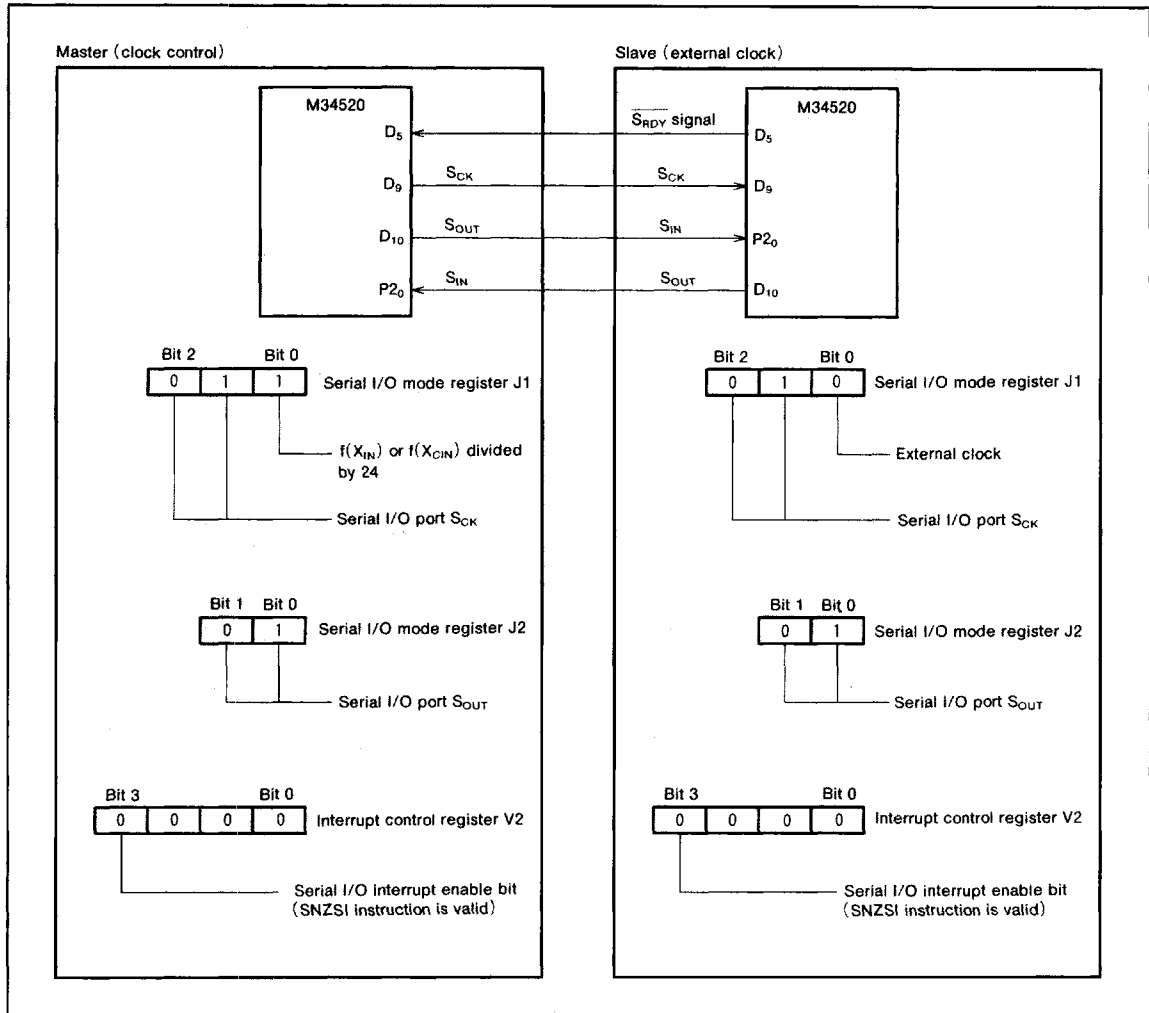 Master (clock control)
M34520
D5
D9
D10
P20
SRDY signal
SCK
SCK
SOUT
SIN
SIN
SOUT
Slave (external clock)
M34520
D5
D9
P20
D10
Bit 2 Bit 0
0 1 1 Serial I/O mode register J1
f(XIN) or f(XCIN) divided
by 24
Serial I/O port SCK
Bit 1 Bit 0
0 1 Serial I/O mode register J2
Serial I/O port SOUT
Bit 3 Bit 0
0 0 0 0 Interrupt control register V2
Serial I/O interrupt enable bit
(SNZSI instruction is valid)
Bit 2 Bit 0
0 1 0 Serial I/O mode register J1
External clock
Serial I/O port SCK
Bit 1 Bit 0
0 1 Serial I/O mode register J2
Serial I/O port SOUT
Bit 3 Bit 0
0 0 0 0 Interrupt control register V2
Serial I/O interrupt enable bit
(SNZSI instruction is valid)